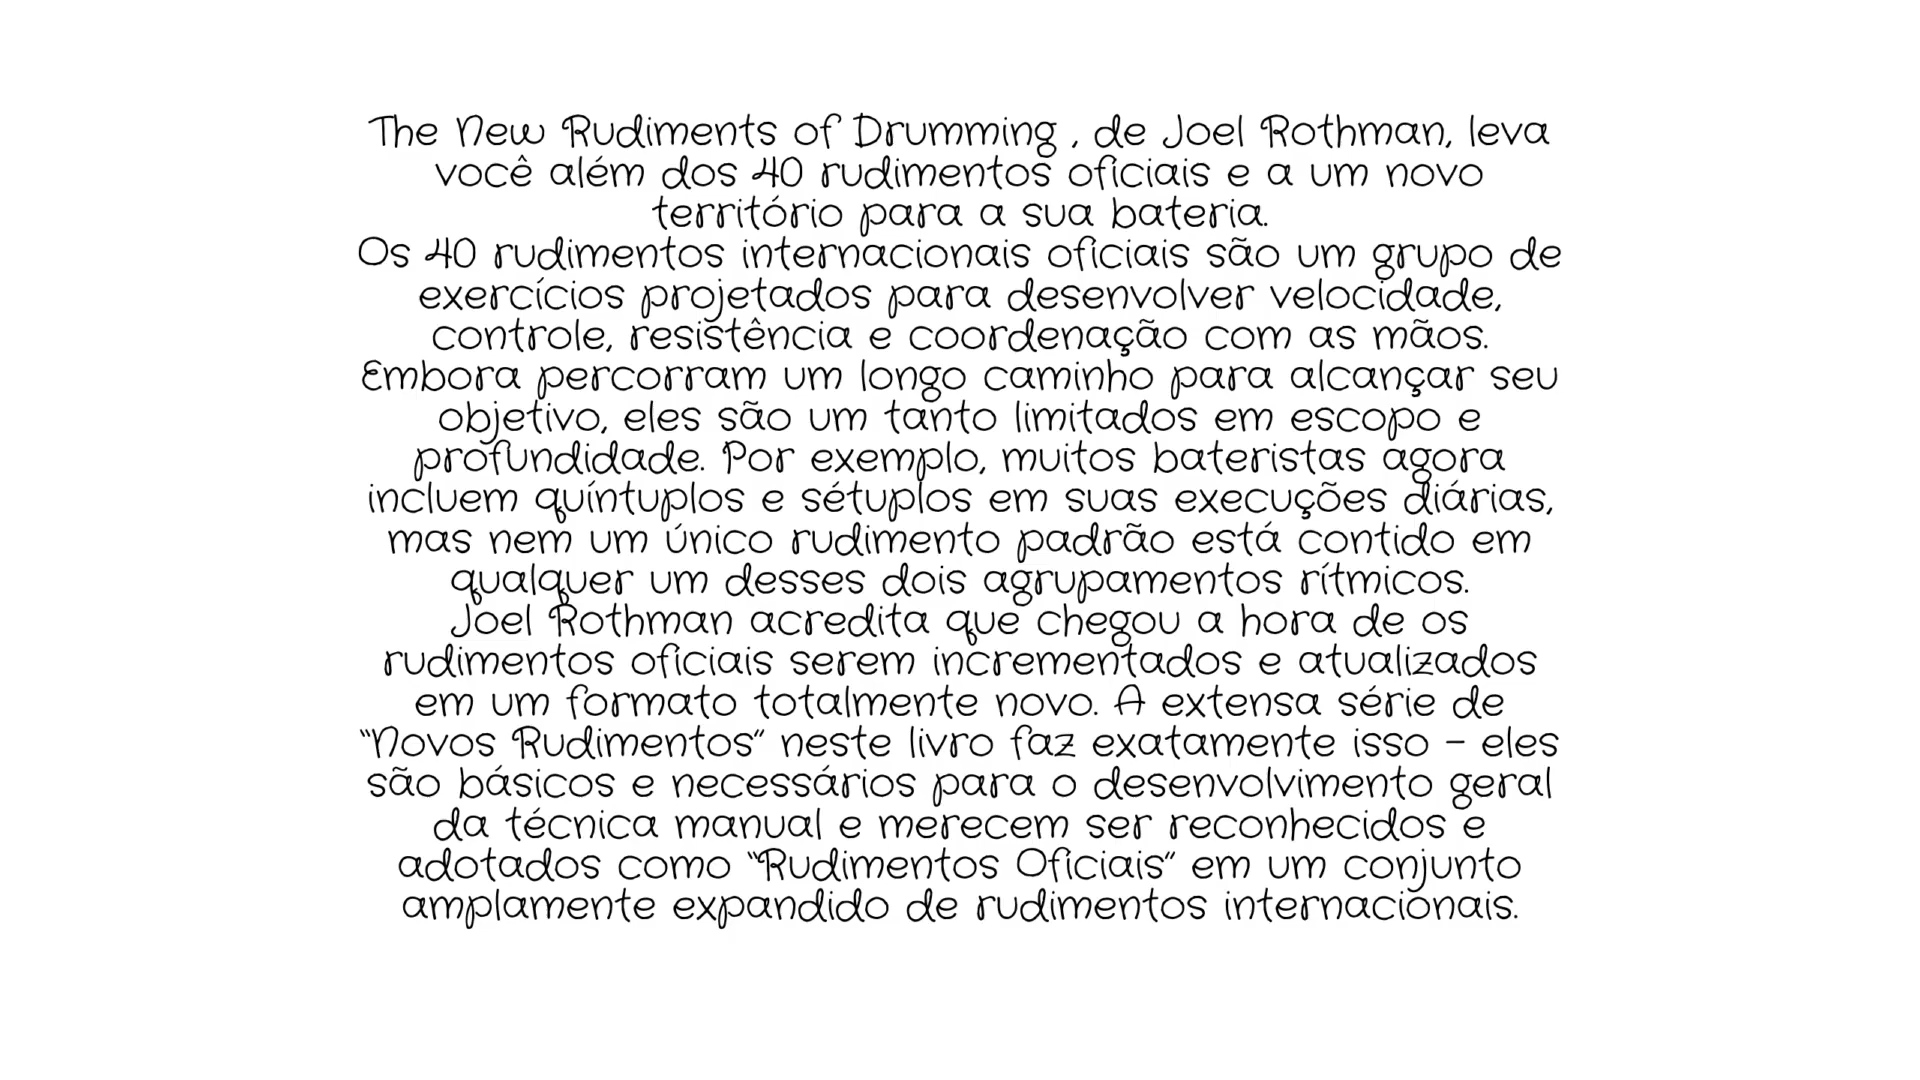 The New Rudiments of Drumming , de Joel Rothman, leva
você além dos 40 rudimentos oficiais e a um novo
território para a sua bateria.
Os 40 rudimentos internacionais oficiais são um grupo de
exercícios projetados para desenvolver velocidade,
controle, resistência e coordenação com as mãos.
Embora percorram um longo caminho para alcançar seu
objetivo, eles são um tanto limitados em escopo e
profundidade. Por exemplo, muitos bateristas agora
incluem quíntuplos e sétuplos em suas execuções diárias,
mas nem um único rudimento padrão está contido em
qualquer um desses dois agrupamentos rítmicos.
Joel Rothman acredita que chegou a hora de os
rudimentos oficiais serem incrementados e atualizados
em um formato totalmente novo. A extensa série de
“Novos Rudimentos” neste livro faz exatamente isso – eles
são básicos e necessários para o desenvolvimento geral
da técnica manual e merecem ser reconhecidos e
adotados como “Rudimentos Oficiais” em um conjunto
amplamente expandido de rudimentos internacionais.